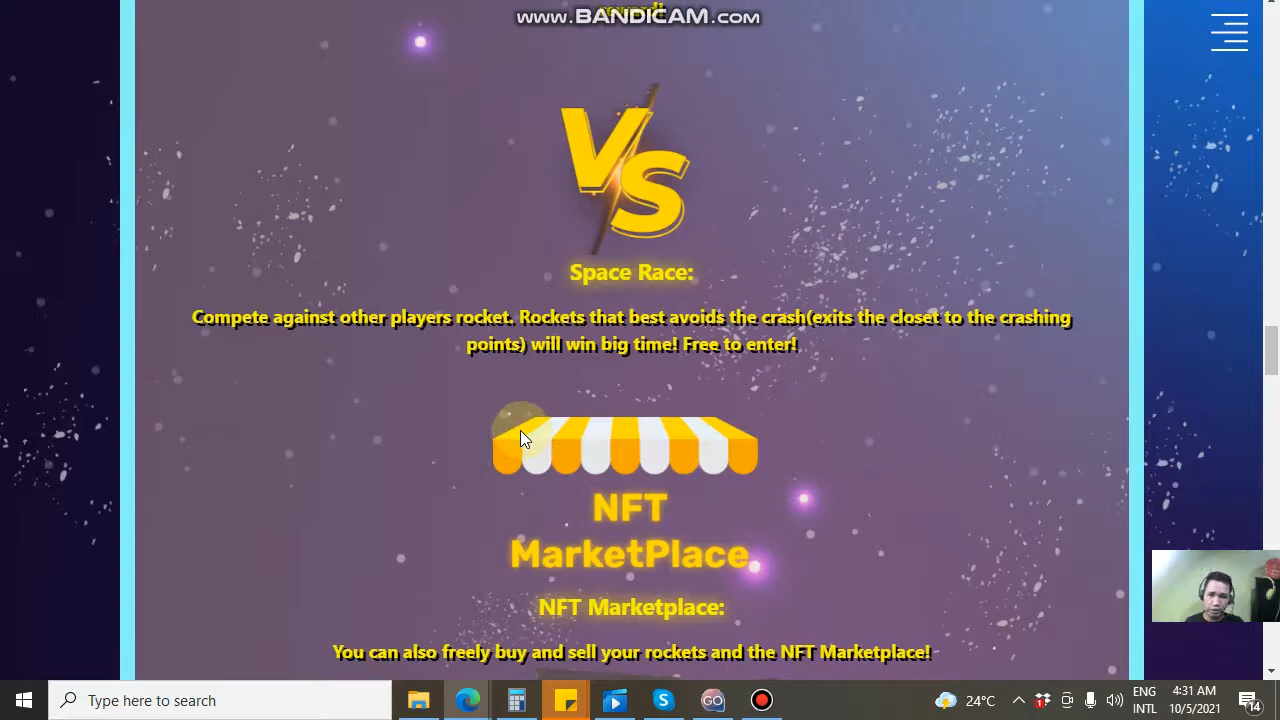 www.BANDICAM.com
VS
Space Race:
Compete against other players rocket. Rockets that best avoids the crash(exits the closet to the crashing
points) will win big time! Free to enter!
NFT
MarketPlace
NFT Marketplace:
You can also freely buy and sell your rockets and the NFT Marketplace!
Type here to search
GO
1
24°C
ENG
INTL
4:31 AM
10/5/2021
14